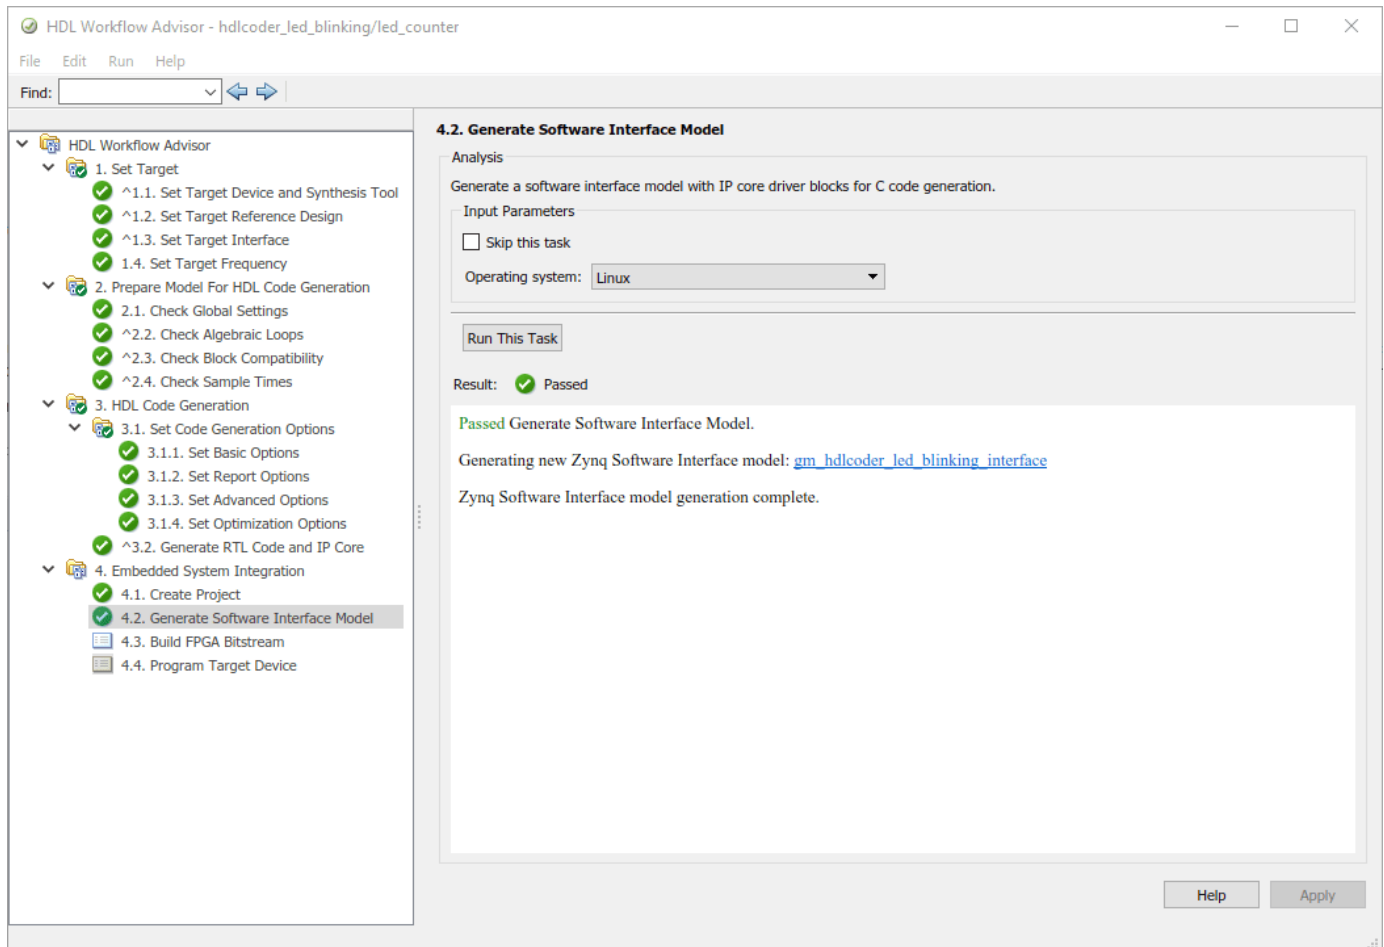 HDL Workflow Advisor - hdlcoder_led_blinking/led_counter
File Edit Run Help
Find:
HDL Workflow Advisor
1. Set Target
^1.1. Set Target Device and Synthesis Tool
^1.2. Set Target Reference Design
^1.3. Set Target Interface
1.4. Set Target Frequency
2. Prepare Model For HDL Code Generation
2.1. Check Global Settings
^2.2. Check Algebraic Loops
^2.3. Check Block Compatibility
^2.4. Check Sample Times
3. HDL Code Generation
3.1. Set Code Generation Options
3.1.1. Set Basic Options
3.1.2. Set Report Options
3.1.3. Set Advanced Options
3.1.4. Set Optimization Options
^3.2. Generate RTL Code and IP Core
4. Embedded System Integration
4.1. Create Project
4.2. Generate Software Interface Model
4.3. Build FPGA Bitstream
4.4. Program Target Device
4.2. Generate Software Interface Model
Analysis
Generate a software interface model with IP core driver blocks for C code generation.
Input Parameters
Skip this task
Operating system: Linux
Run This Task
Result: Passed
Passed Generate Software Interface Model.
Generating new Zynq Software Interface model: gm_hdlcoder_led_blinking_interface
Zynq Software Interface model generation complete.
Help Apply